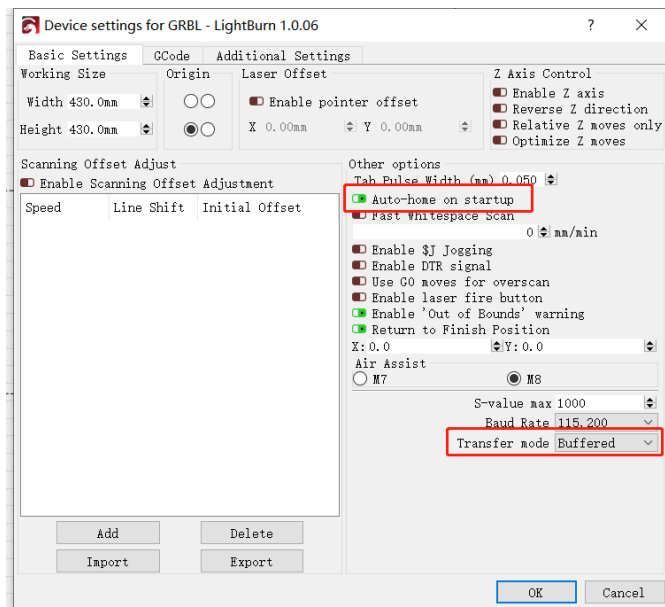 Device settings for GRBL - LightBurn 1.0.06
Basic Settings GCode Additional Settings
Working Size
Width 430.0mm
Height 430.0mm
Origin
Laser Offset
Enable pointer offset
X 0.00mm Y 0.00mm
Z Axis Control
Enable Z axis
Reverse Z direction
Relative Z moves only
Optimize Z moves
Scanning Offset Adjust
Enable Scanning Offset Adjustment
Speed Line Shift Initial Offset
Add Delete
Import Export
Other options
Tab Pulse Width (mm) 0.050
Auto-home on startup
Fast Whitespace Scan
0 mm/min
Enable $J Jogging
Enable DTR signal
Use G0 moves for overscan
Enable laser fire button
Enable 'Out of Bounds' warning
Return to Finish Position
X: 0.0 Y: 0.0
Air Assist
M7 M8
S-value max 1000
Baud Rate 115,200
Transfer mode Buffered
OK Cancel